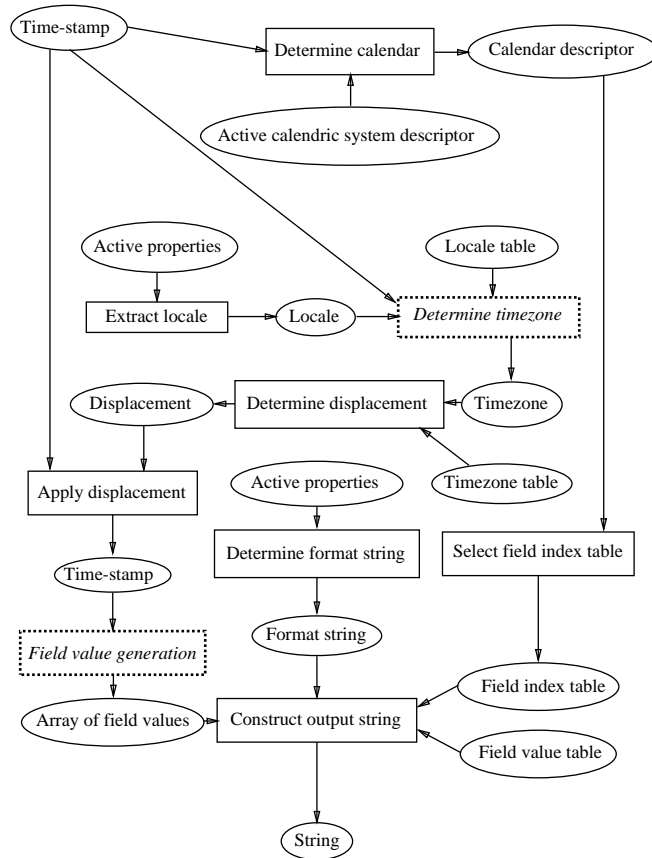 Time-stamp
Determine calendar
Calendar descriptor
Active calendric system descriptor
Active properties
Locale table
Extract locale
Locale
Determine timezone
Displacement
Determine displacement
Timezone
Apply displacement
Active properties
Timezone table
Determine format string
Select field index table
Time-stamp
Format string
Field value generation
Field index table
Array of field values
Construct output string
Field value table
String